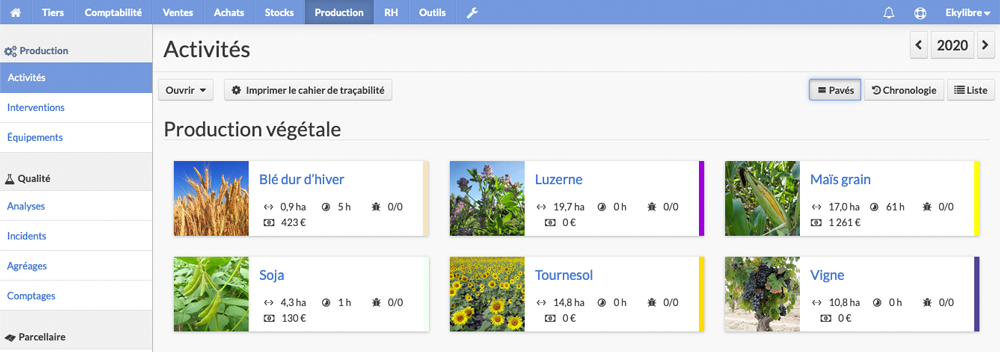 Tiers Comptabilité Ventes Achats Stocks Production RH Outils Ekylibre
Production
Activités
Interventions
Équipements
Qualité
Analyses
Incidents
Agréages
Comptages
Parcellaire
Activités
2020
Ouvrir Imprimer le cahier de traçabilité Pavés Chronologie Liste
Production végétale
Blé dur d'hiver
0,9 ha 5 h 0/0
423 €
Luzerne
19,7 ha 0 h 0/0
0 €
Maïs grain
17,0 ha 61 h 0/0
1 261 €
Soja
4,3 ha 1 h 0/0
130 €
Tournesol
14,8 ha 0 h 0/0
0 €
Vigne
10,8 ha 0 h 0/0
0 €